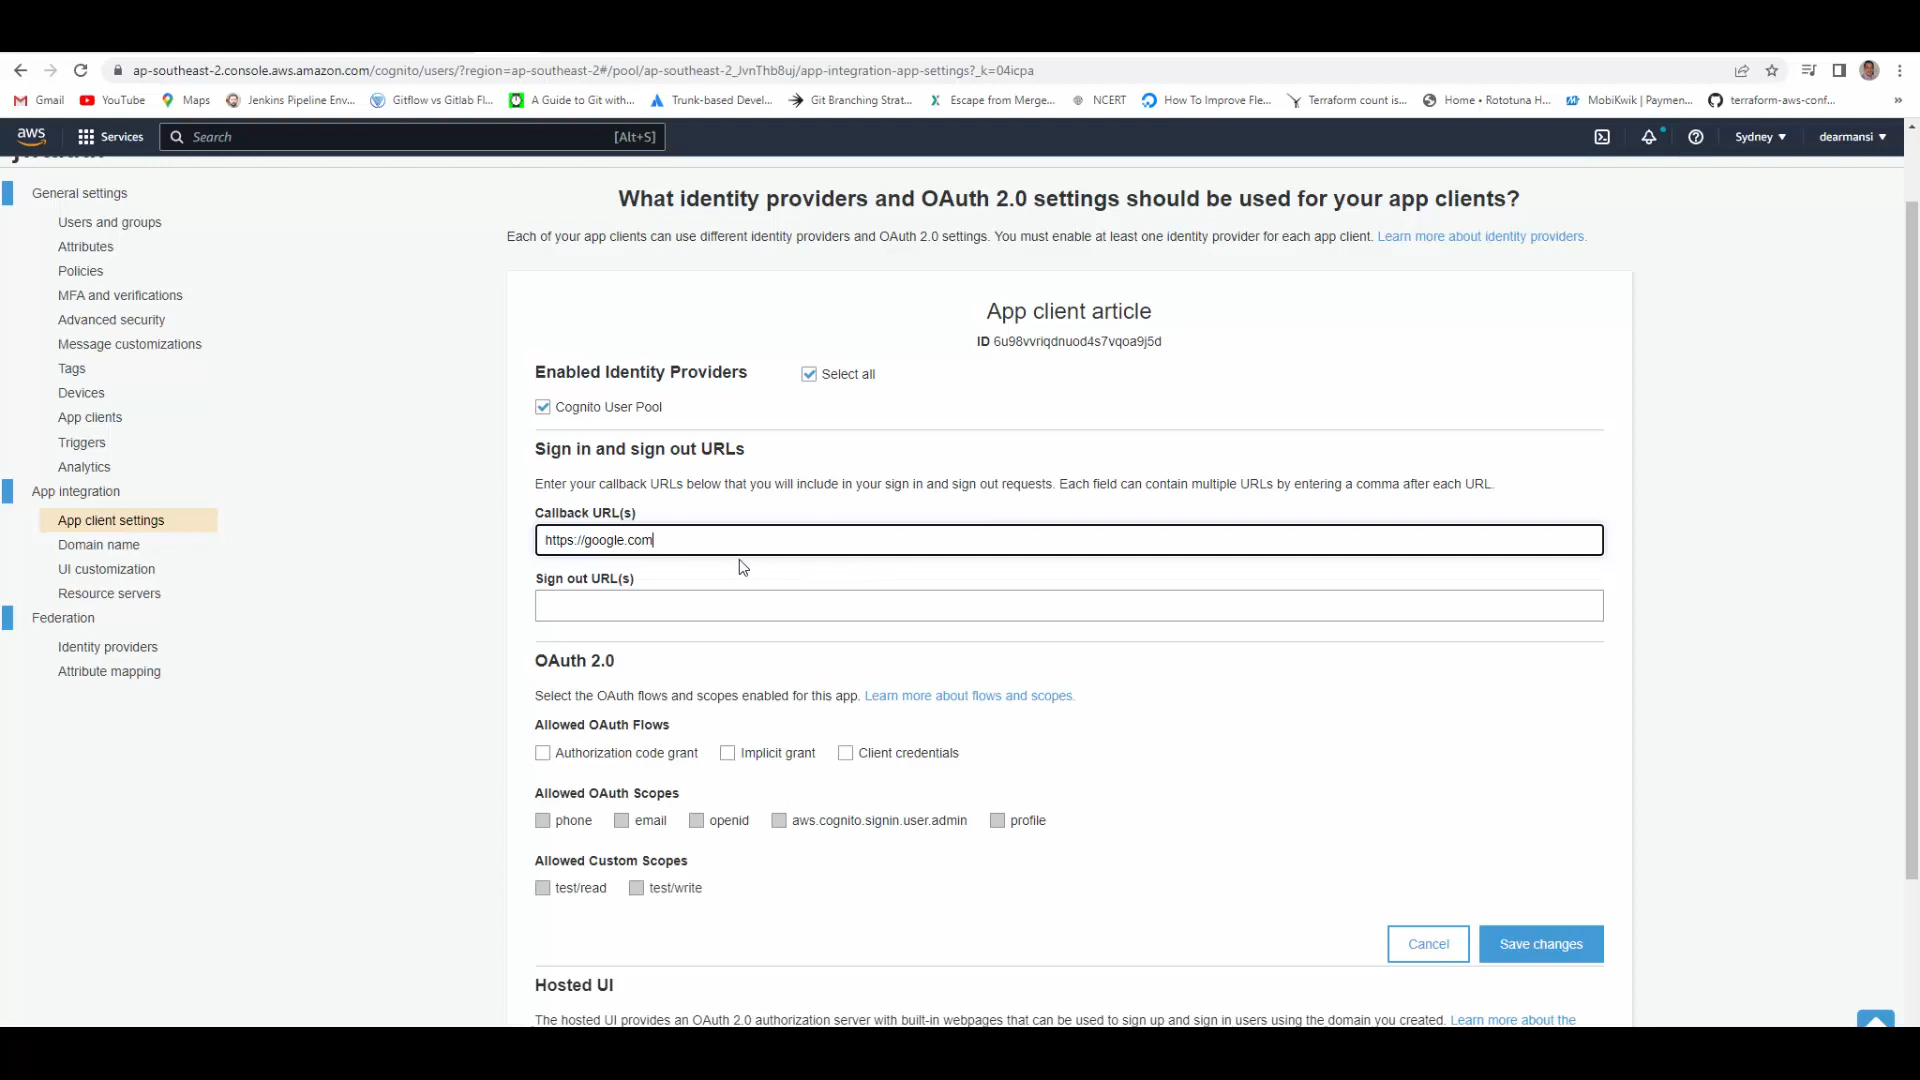 ap-southeast-2.console.aws.amazon.com/cognito/users/?region=ap-southeast-2#/pool/ap-southeast-2_JvnThb8uj/app-integration-app-settings?_k=04icpa
Gmail YouTube Maps Jenkins Pipeline Env... Gitflow vs Gitlab Fl... A Guide to Git with... Trunk-based Devel... Git Branching Strat... Escape from Merge... NCERT How To Improve Fle... Terraform count is... Home • Rototuna H... MobiKwik | Paymen... terraform-aws-conf... »
aws Services Search [Alt+S] Sydney dearmansi
General settings
Users and groups
Attributes
Policies
MFA and verifications
Advanced security
Message customizations
Tags
Devices
App clients
Triggers
Analytics
App integration
App client settings
Domain name
UI customization
Resource servers
Federation
Identity providers
Attribute mapping
What identity providers and OAuth 2.0 settings should be used for your app clients?
Each of your app clients can use different identity providers and OAuth 2.0 settings. You must enable at least one identity provider for each app client. Learn more about identity providers.
App client article
ID 6u98vvriqdnuod4s7vqoa9j5d
Enabled Identity Providers Select all
Cognito User Pool
Sign in and sign out URLs
Enter your callback URLs below that you will include in your sign in and sign out requests. Each field can contain multiple URLs by entering a comma after each URL.
Callback URL(s)
https://google.com
Sign out URL(s)
OAuth 2.0
Select the OAuth flows and scopes enabled for this app. Learn more about flows and scopes.
Allowed OAuth Flows
Authorization code grant Implicit grant Client credentials
Allowed OAuth Scopes
phone email openid aws.cognito.signin.user.admin profile
Allowed Custom Scopes
test/read test/write
Cancel Save changes
Hosted UI
The hosted UI provides an OAuth 2.0 authorization server with built-in webpages that can be used to sign up and sign in users using the domain you created. Learn more about the